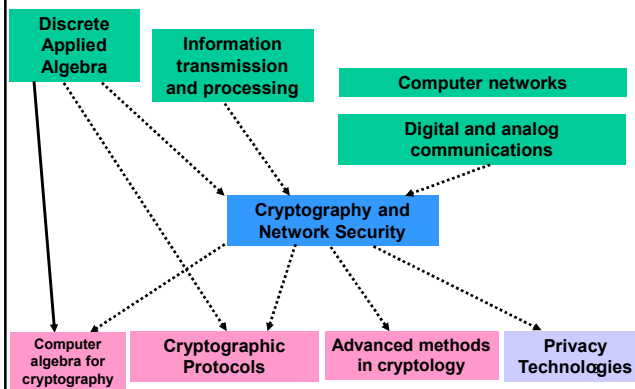 Discrete
Applied
Algebra
Information
transmission
and processing
Computer networks
Digital and analog
communications
Cryptography and
Network Security
Computer
algebra for
cryptography
Cryptographic
Protocols
Advanced methods
in cryptology
Privacy
Technologies